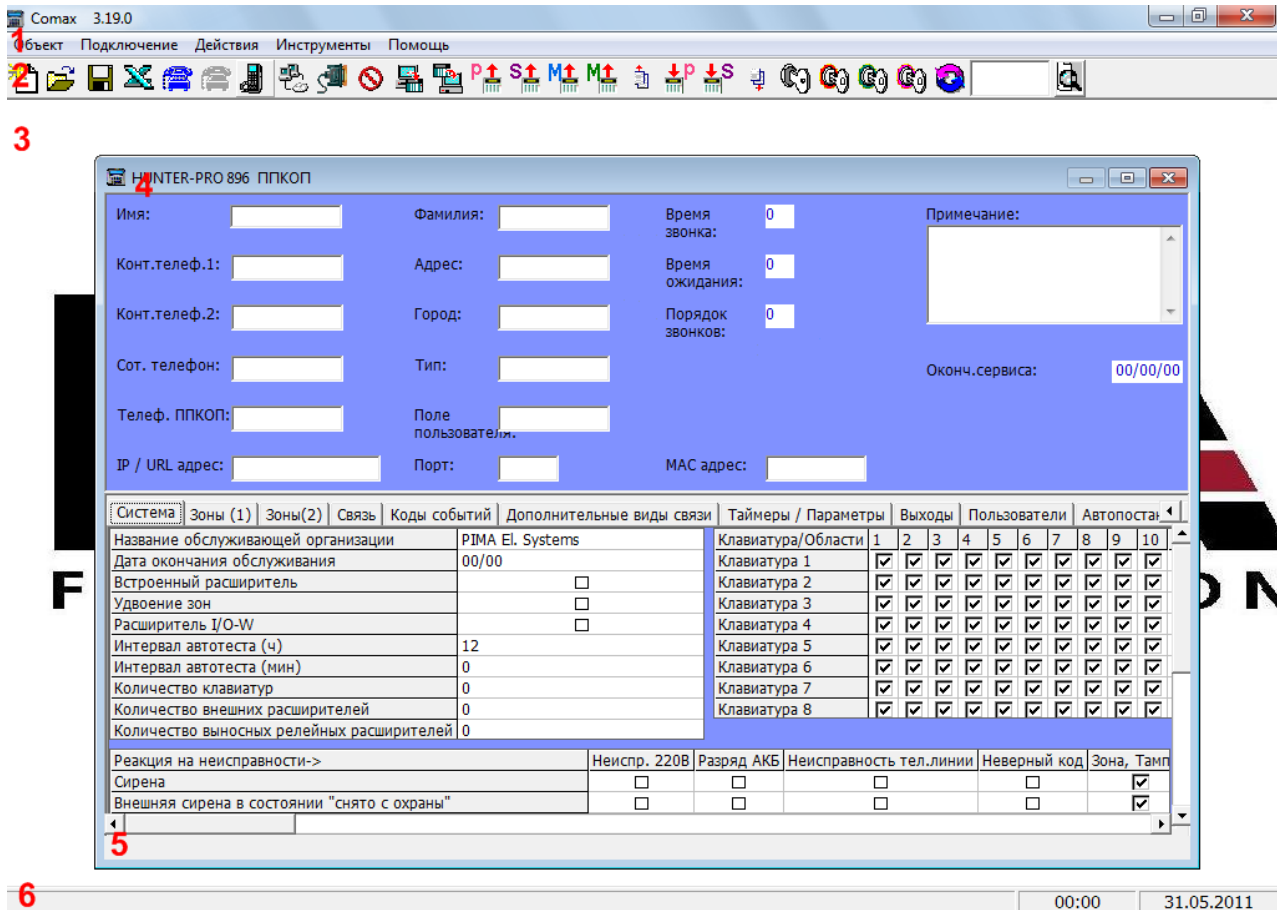 Comax 3.19.0
1
Объект Подключение Действия Инструменты Помощь
2
P S M M P S
3
HUNTER-PRO 896 ППКОП
4
Имя: Фамилия: Время звонка: 0 Примечание:
Конт.телеф.1: Адрес: Время ожидания: 0
Конт.телеф.2: Город: Порядок звонков: 0
Сот. телефон: Тип: Оконч.сервиса: 00/00/00
Телеф. ППКОП: Поле пользователя:
IP / URL адрес: Порт: MAC адрес:
Система Зоны (1) Зоны(2) Связь Коды событий Дополнительные виды связи Таймеры / Параметры Выходы Пользователи Автопостан
Название обслуживающей организации PIMA El. Systems Клавиатура/Области 1 2 3 4 5 6 7 8 9 10
Дата окончания обслуживания 00/00 Клавиатура 1
Встроенный расширитель Клавиатура 2
Удвоение зон Клавиатура 3
Расширитель I/O-W Клавиатура 4
Интервал автотеста (ч) 12 Клавиатура 5
Интервал автотеста (мин) 0 Клавиатура 6
Количество клавиатур 0 Клавиатура 7
Количество внешних расширителей 0 Клавиатура 8
Количество выносных релейных расширителей 0
Реакция на неисправности-> Неиспр. 220В Разряд АКБ Неисправность тел.линии Неверный код Зона, Тамп
Сирена
Внешняя сирена в состоянии "снято с охраны"
5
6
00:00 31.05.2011